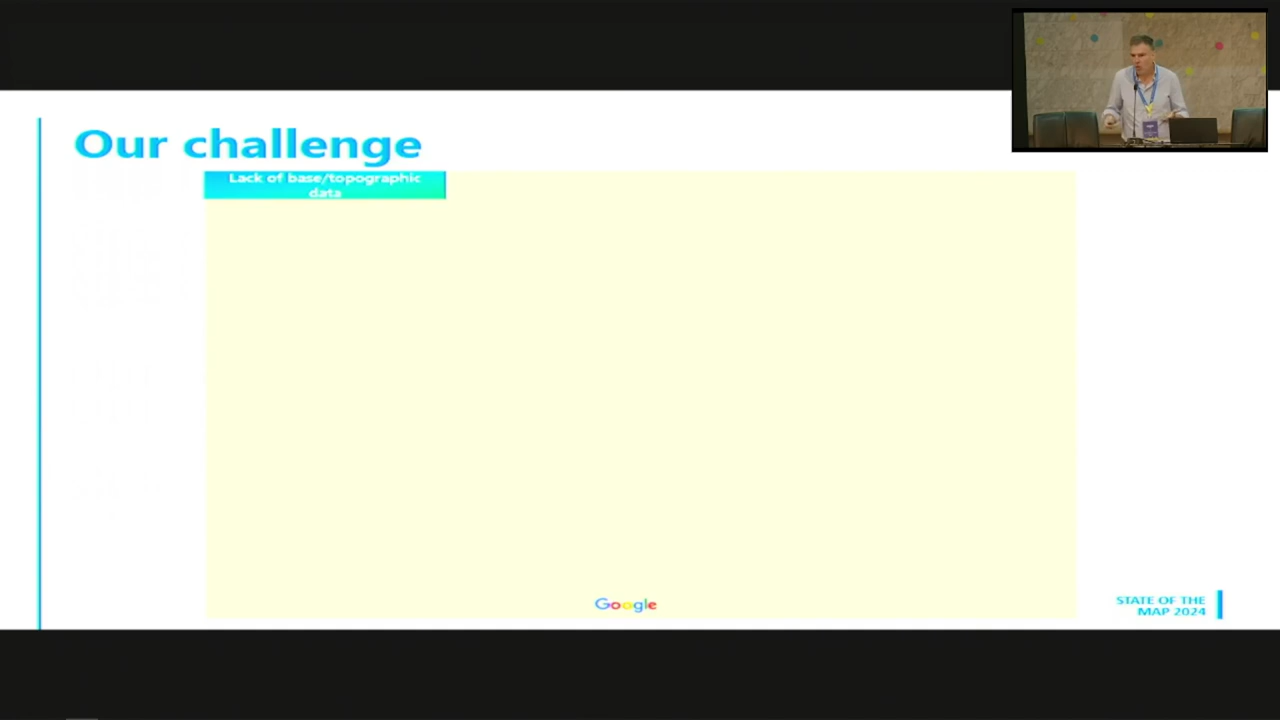 Our challenge
Lack of base/topographic
data
Google
STATE OF THE
MAP 2024